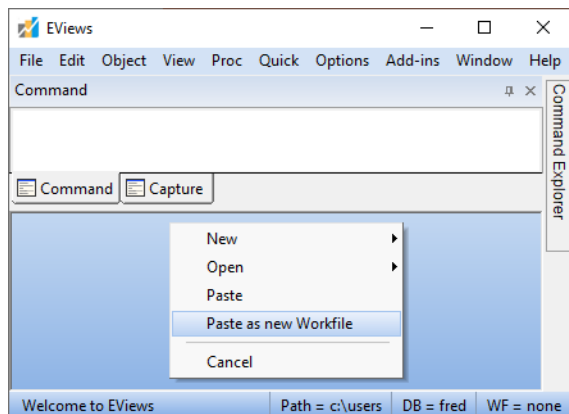 EViews
File Edit Object View Proc Quick Options Add-ins Window Help
Command
Command Explorer
Command Capture
New
Open
Paste
Paste as new Workfile
Cancel
Welcome to EViews Path = c:\users DB = fred WF = none